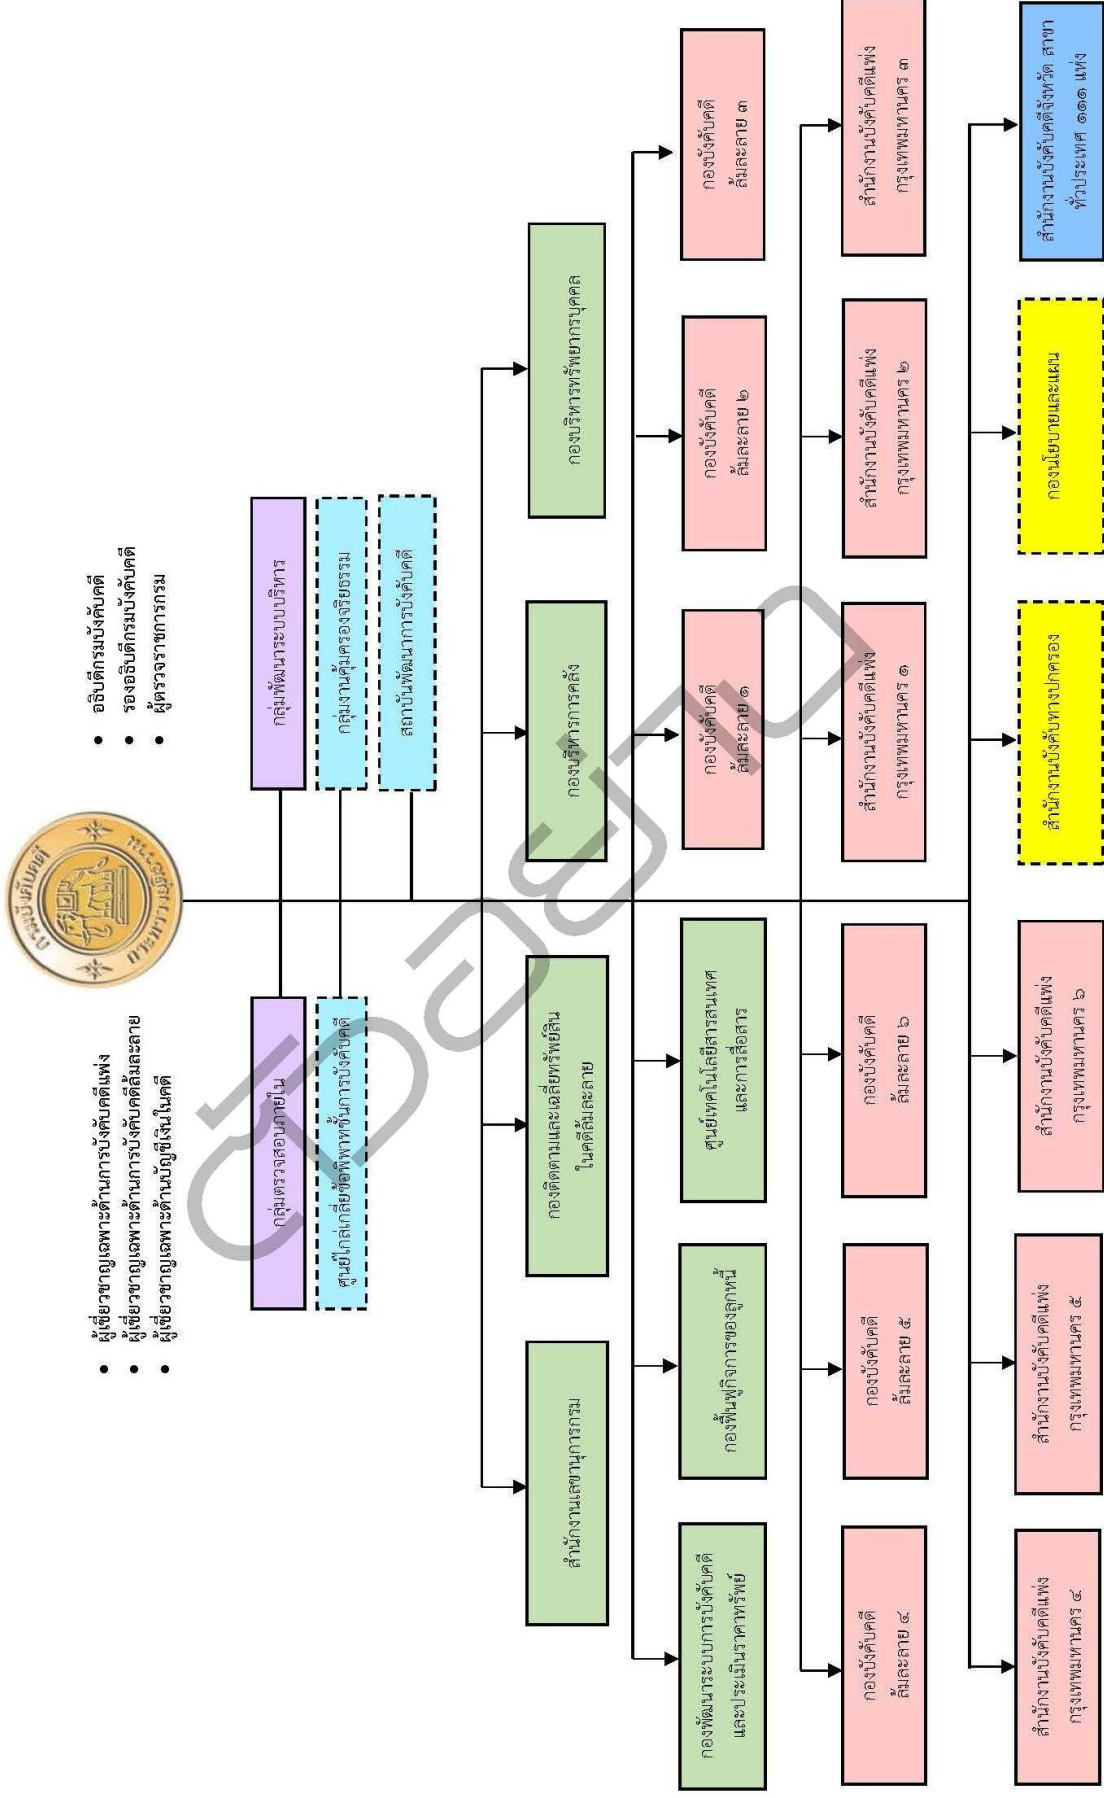 กรมบังคับคดี
กระทรวงยุติธรรม
ผู้เชี่ยวชาญเฉพาะด้านการบังคับคดีแพ่ง
ผู้เชี่ยวชาญเฉพาะด้านการบังคับคดีล้มละลาย
ผู้เชี่ยวชาญเฉพาะด้านบัญชีเงินในคดี
อธิบดีกรมบังคับคดี
รองอธิบดีกรมบังคับคดี
ผู้ตรวจราชการกรม
กลุ่มตรวจสอบภายใน
กลุ่มพัฒนาระบบบริหาร
ศูนย์ไกล่เกลี่ยข้อพิพาทชั้นการบังคับคดี
กลุ่มงานคุ้มครองจริยธรรม
สถาบันพัฒนาการบังคับคดี
สำนักงานเลขานุการกรม
กองติดตามและเฉลี่ยทรัพย์สิน
ในคดีล้มละลาย
กองบริหารการคลัง
กองบริหารทรัพยากรบุคคล
กองพัฒนาระบบการบังคับคดี
และประเมินราคาทรัพย์
กองฟื้นฟูกิจการของลูกหนี้
ศูนย์เทคโนโลยีสารสนเทศ
และการสื่อสาร
กองบังคับคดี
ล้มละลาย ๑
กองบังคับคดี
ล้มละลาย ๒
กองบังคับคดี
ล้มละลาย ๓
กองบังคับคดี
ล้มละลาย ๔
กองบังคับคดี
ล้มละลาย ๕
กองบังคับคดี
ล้มละลาย ๖
สำนักงานบังคับคดีแพ่ง
กรุงเทพมหานคร ๑
สำนักงานบังคับคดีแพ่ง
กรุงเทพมหานคร ๒
สำนักงานบังคับคดีแพ่ง
กรุงเทพมหานคร ๓
สำนักงานบังคับคดีแพ่ง
กรุงเทพมหานคร ๔
สำนักงานบังคับคดีแพ่ง
กรุงเทพมหานคร ๕
สำนักงานบังคับคดีแพ่ง
กรุงเทพมหานคร ๖
สำนักงานบังคับทางปกครอง
กองนโยบายและแผน
สำนักงานบังคับคดีจังหวัด สาขา
ทั่วประเทศ ๑๑๑ แห่ง
ตัวอย่าง